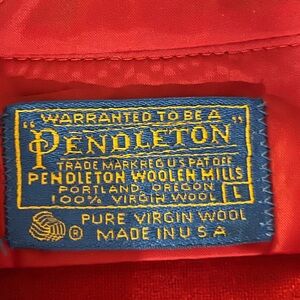 "WARRANTED TO BE A
PENDLETON"
TRADE MARK REG US PAT OFF
PENDLETON WOOLEN MILLS
PORTLAND, OREGON
100% VIRGIN WOOL L
® PURE VIRGIN WOOL
MADE IN U.S.A